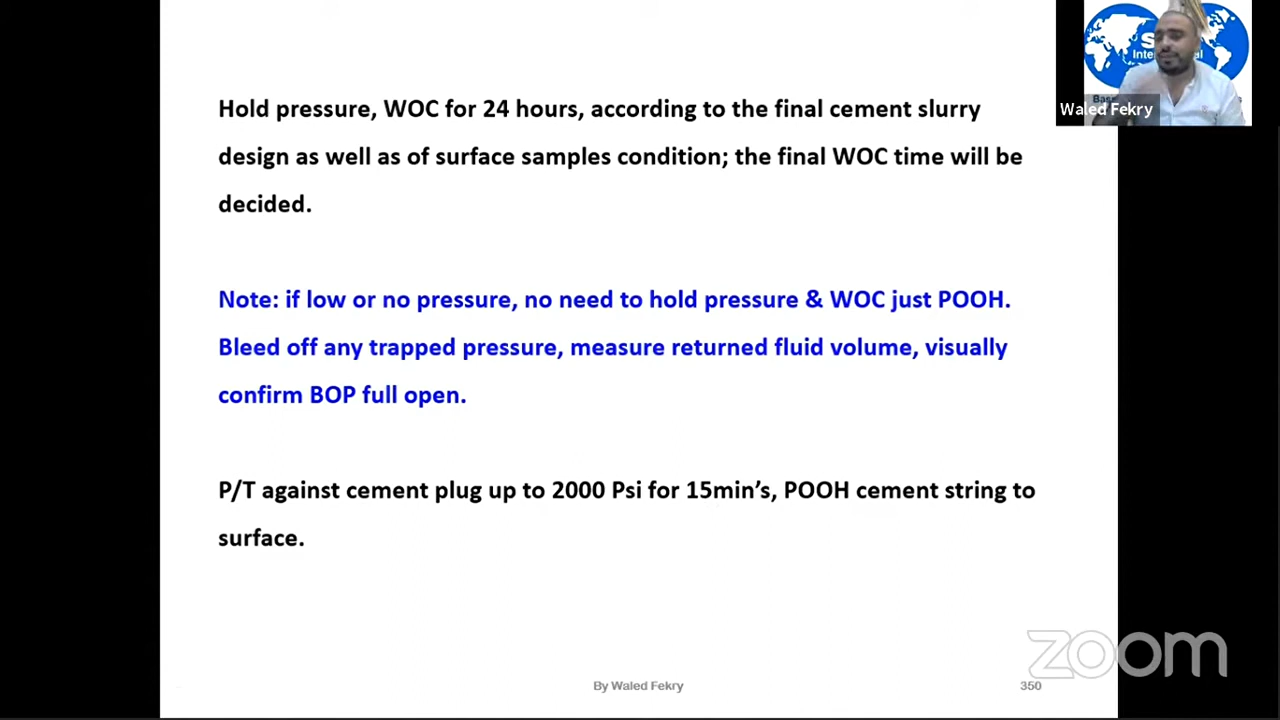 Hold pressure, WOC for 24 hours, according to the final cement slurry
design as well as of surface samples condition; the final WOC time will be
decided.
Note: if low or no pressure, no need to hold pressure & WOC just POOH.
Bleed off any trapped pressure, measure returned fluid volume, visually
confirm BOP full open.
P/T against cement plug up to 2000 Psi for 15min’s, POOH cement string to
surface.
By Waled Fekry
350
Waled Fekry
zoom